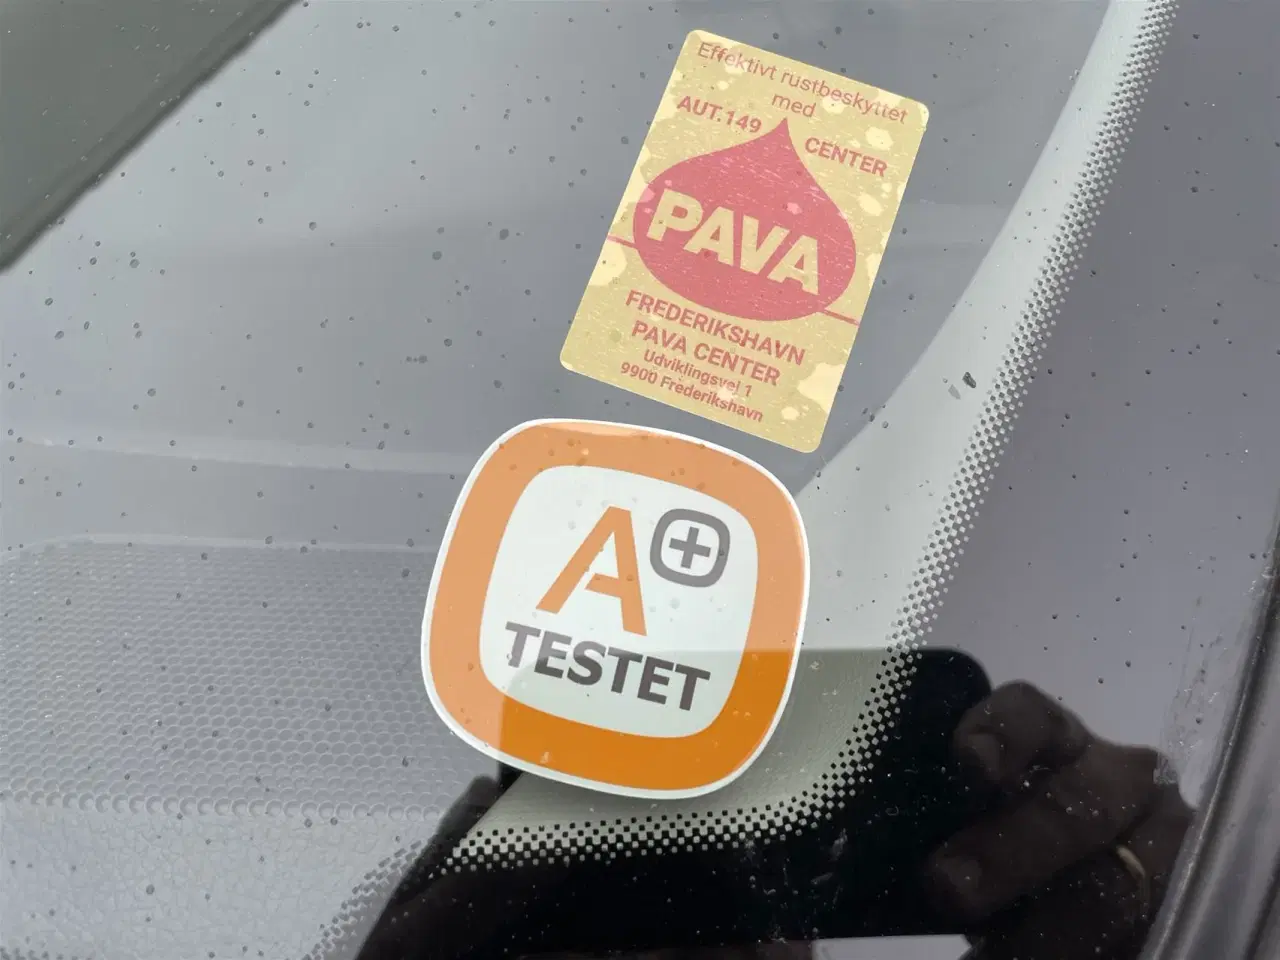 Effektivt rustbeskyttet
med
AUT.149 CENTER
PAVA
FREDERIKSHAVN
PAVA CENTER
Udviklingsvej 1
9900 Frederikshavn
A+
TESTET